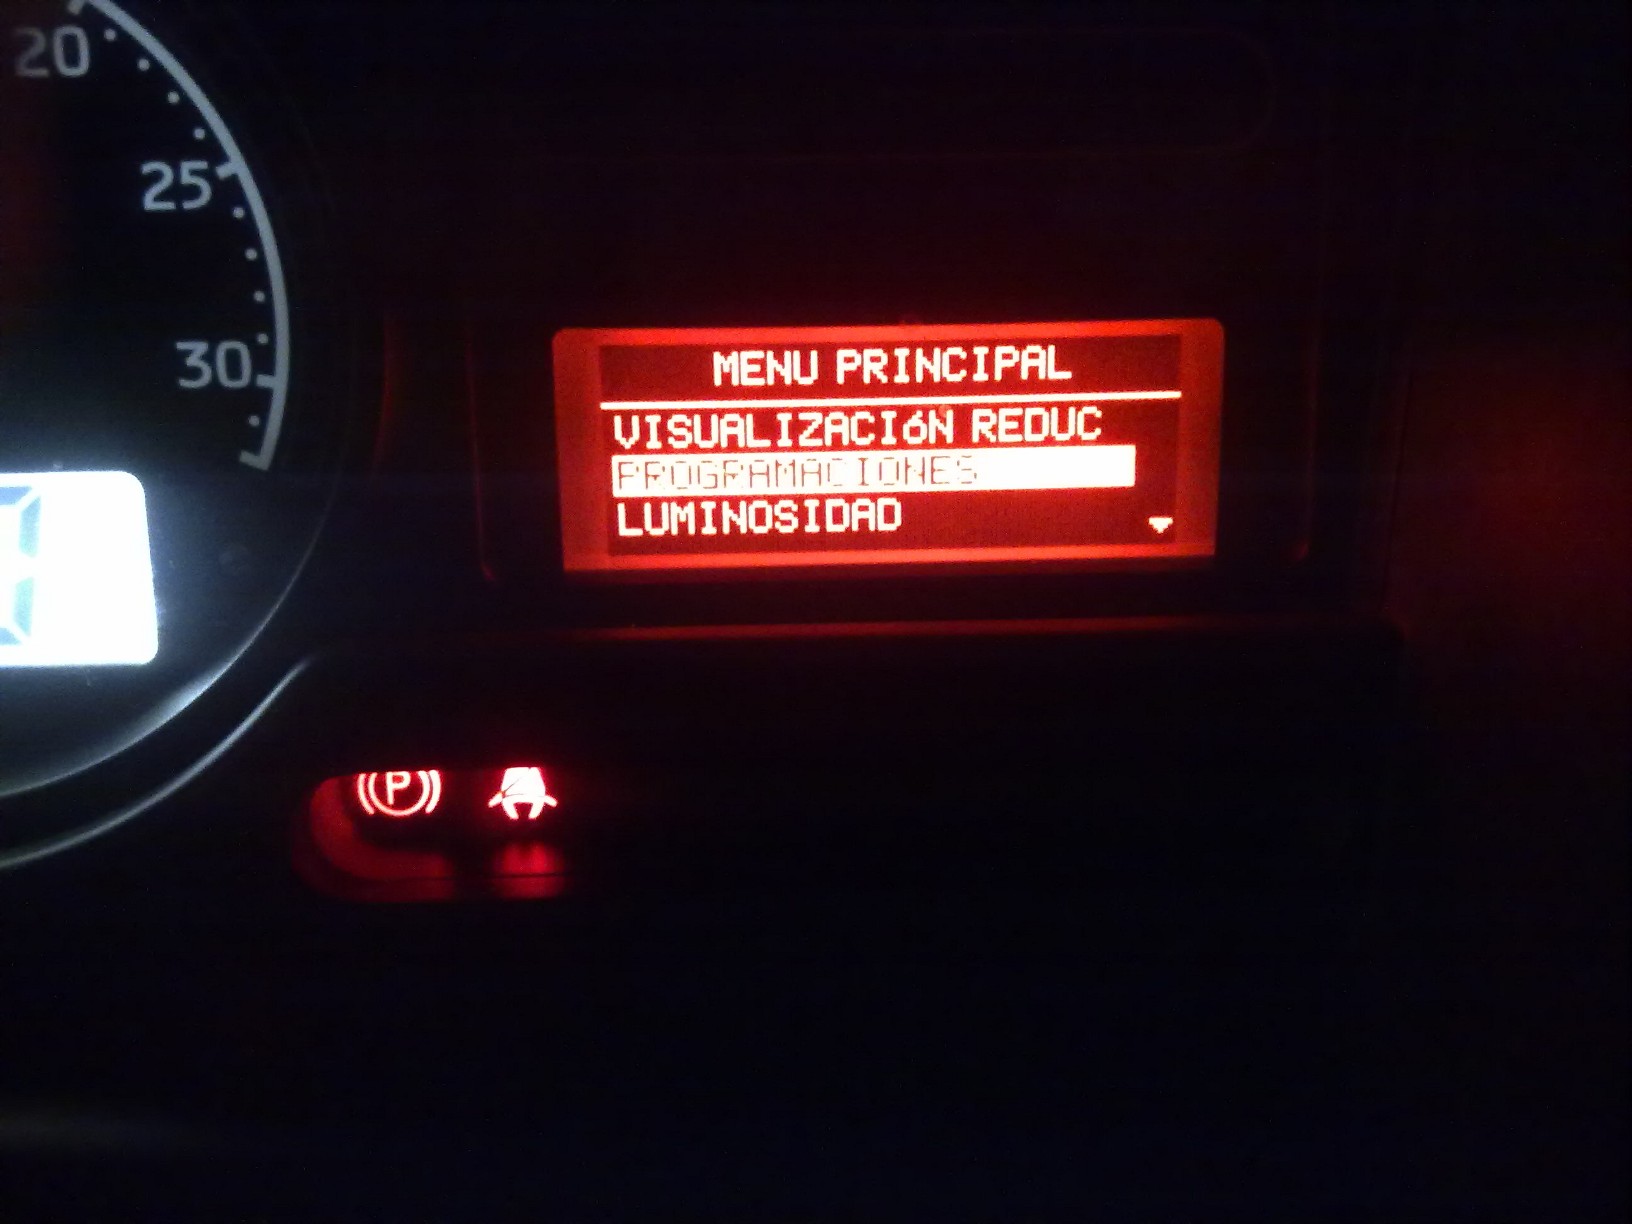 20
25
30
MENU PRINCIPAL
VISUALIZACIóN REDUC
PROGRAMACIONES
LUMINOSIDAD
P